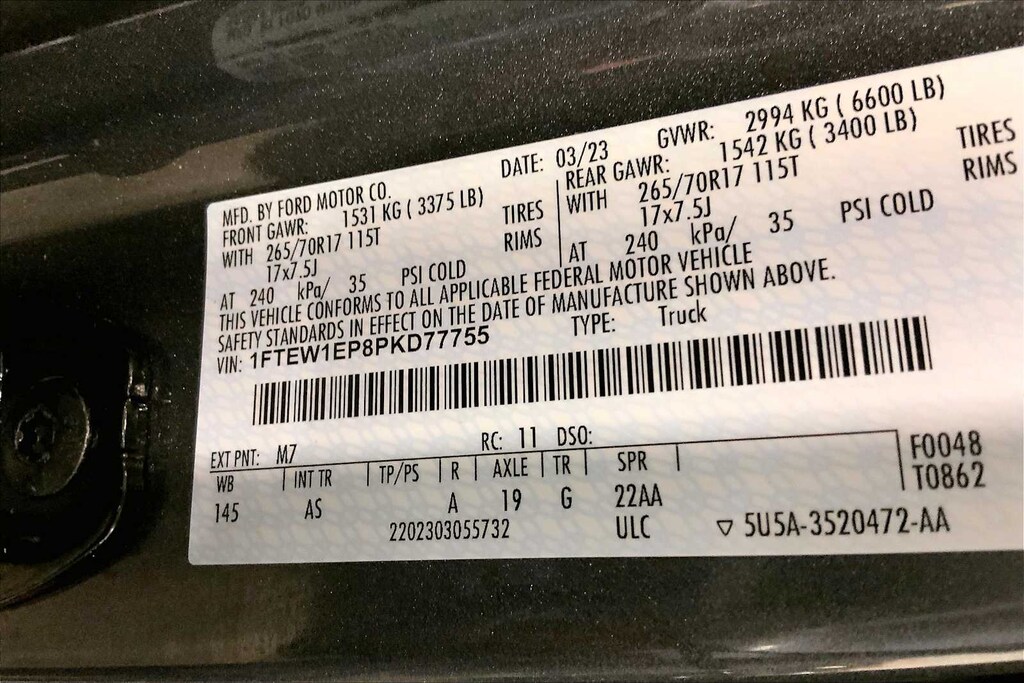 MFD. BY FORD MOTOR CO.
DATE: 03/23
GVWR: 2994 KG ( 6600 LB)
FRONT GAWR: 1531 KG ( 3375 LB)
REAR GAWR: 1542 KG ( 3400 LB)
WITH 265/70R17 115T TIRES
WITH 265/70R17 115T TIRES
17x7.5J RIMS
17x7.5J RIMS
AT 240 kPa/ 35 PSI COLD
AT 240 kPa/ 35 PSI COLD
THIS VEHICLE CONFORMS TO ALL APPLICABLE FEDERAL MOTOR VEHICLE
SAFETY STANDARDS IN EFFECT ON THE DATE OF MANUFACTURE SHOWN ABOVE.
VIN: 1FTEW1EP8PKD77755
TYPE: Truck
EXT PNT: M7 RC: 11 DSO:
WB INT TR TP/PS R AXLE TR SPR
F0048
145 AS A 19 G 22AA
T0862
2202303055732 ULC ▽ 5U5A-3520472-AA